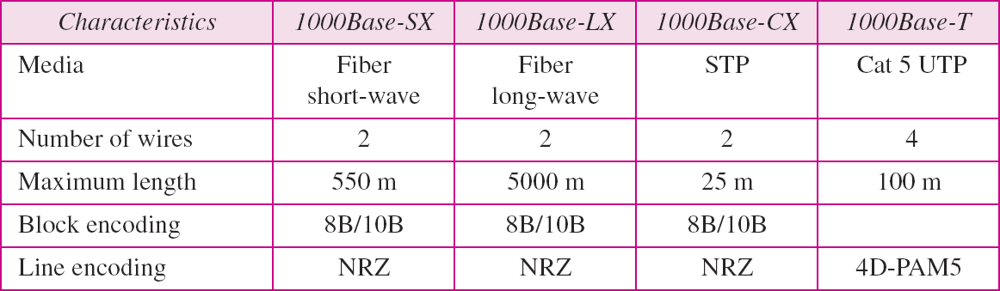 Characteristics 1000Base-SX 1000Base-LX 1000Base-CX 1000Base-T
Media Fiber Fiber STP Cat 5 UTP
short-wave long-wave
Number of wires 2 2 2 4
Maximum length 550 m 5000 m 25 m 100 m
Block encoding 8B/10B 8B/10B 8B/10B
Line encoding NRZ NRZ NRZ 4D-PAM5